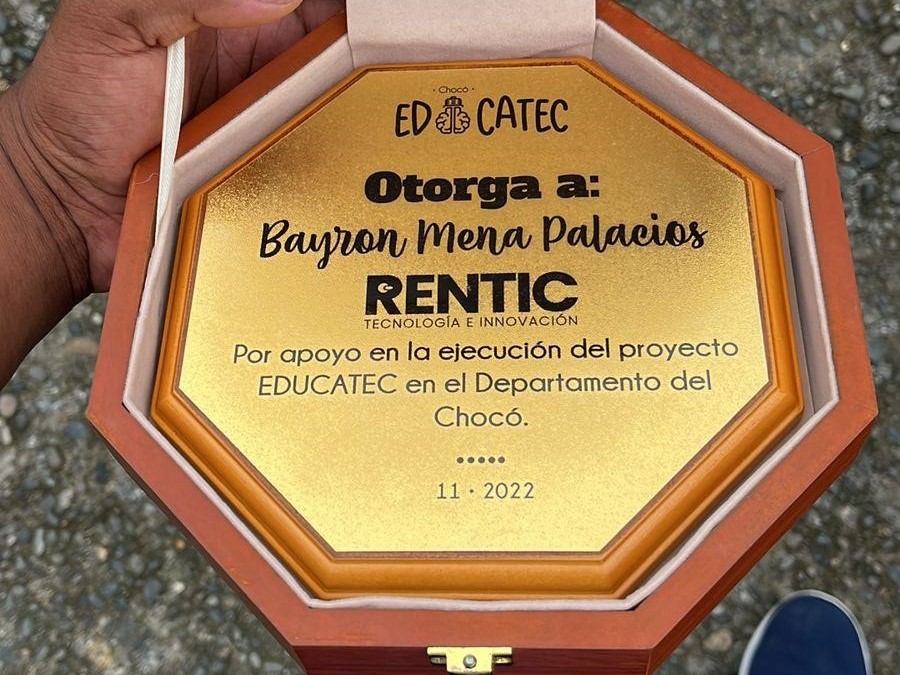 • Chocó •
EDUCATEC
Otorga a:
Bayron Mena Palacios
RENTIC
TECNOLOGÍA E INNOVACIÓN
Por apoyo en la ejecución del proyecto
EDUCATEC en el Departamento del
Chocó.
•••••
11 • 2022